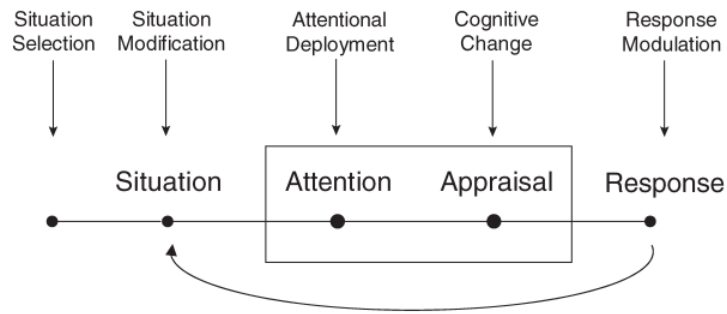 Situation
Selection
Situation
Modification
Attentional
Deployment
Cognitive
Change
Response
Modulation
Situation
Attention
Appraisal
Response